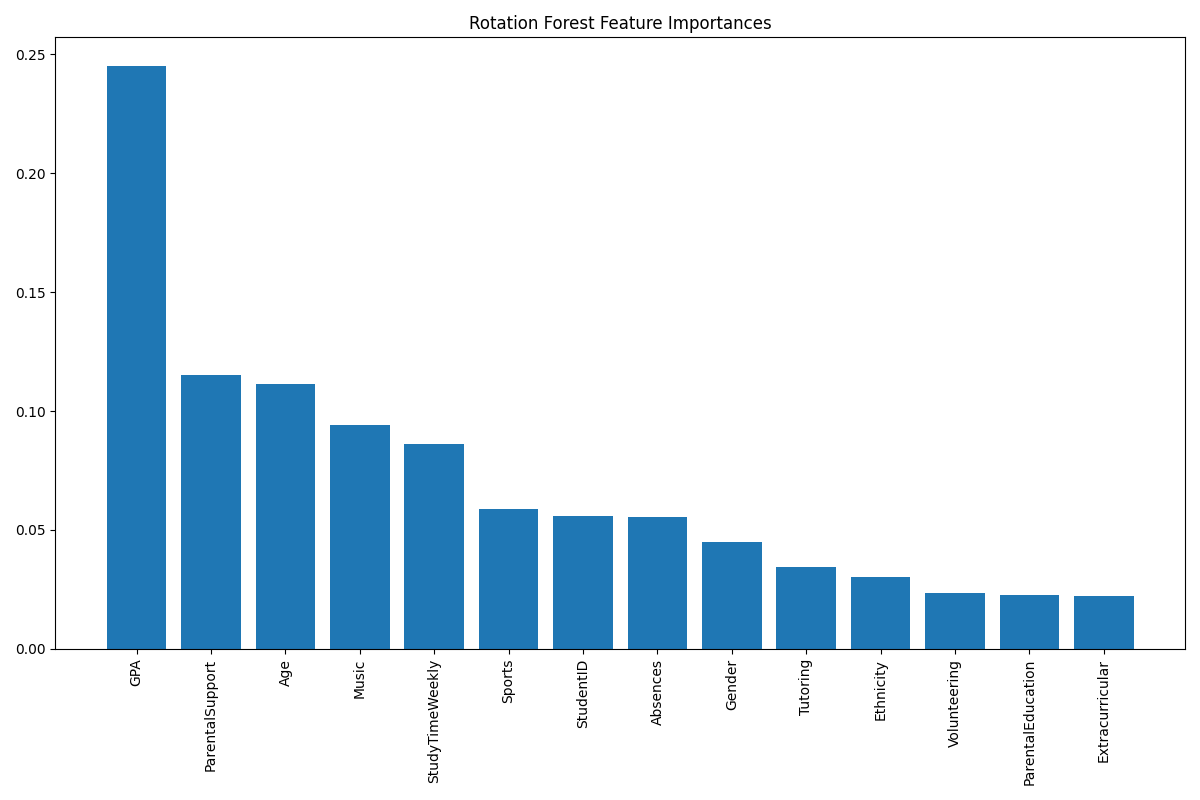 Rotation Forest Feature Importances
0.25
0.20
0.15
0.10
0.05
0.00
GPA
ParentalSupport
Age
Music
StudyTimeWeekly
Sports
StudentID
Absences
Gender
Tutoring
Ethnicity
Volunteering
ParentalEducation
Extracurricular